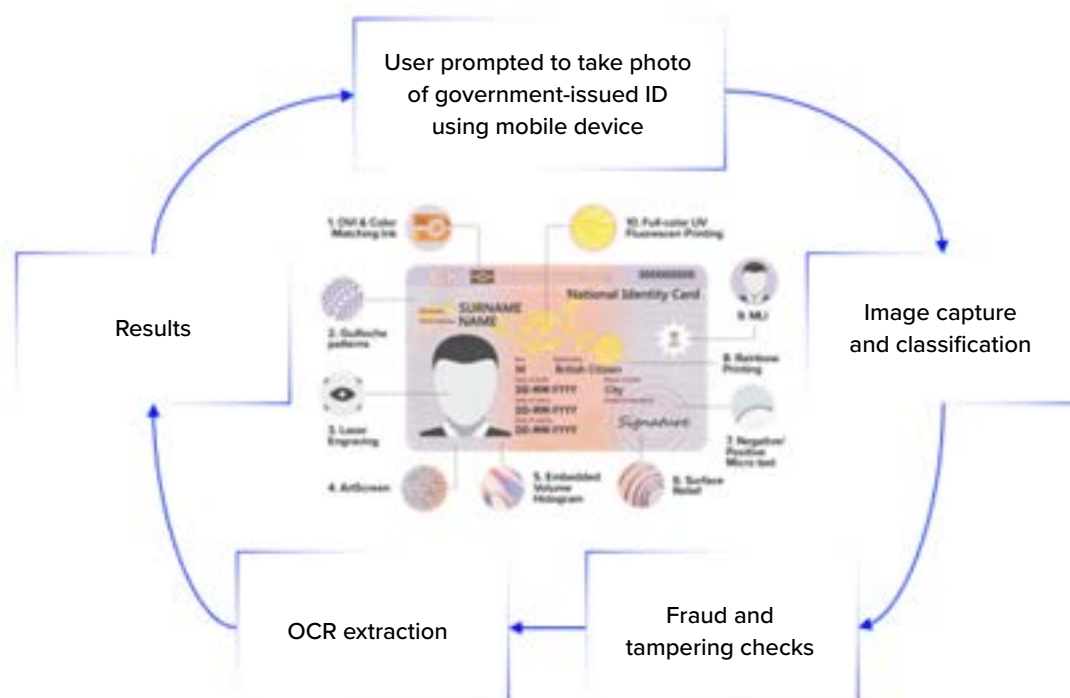 User prompted to take photo
of government-issued ID
using mobile device
1. OVI & Color
Matching Ink
10. Full-color UV
Fluorescen Printing
National Identity Card
SURNAME
NAME
9. MLI
Results
Image capture
and classification
2. Guilloche
patterns
8. Rainbow
Printing
M
British Citizen
DD-MM-YYYY
City
DD-MM-YYYY
Signature
DD-MM-YYYY
3. Laser
Engraving
7. Negative/
Positive
Micro text
4. ArtScreen
5. Embedded
Volume
Hologram
6. Surface
Relief
OCR extraction
Fraud and
tampering checks